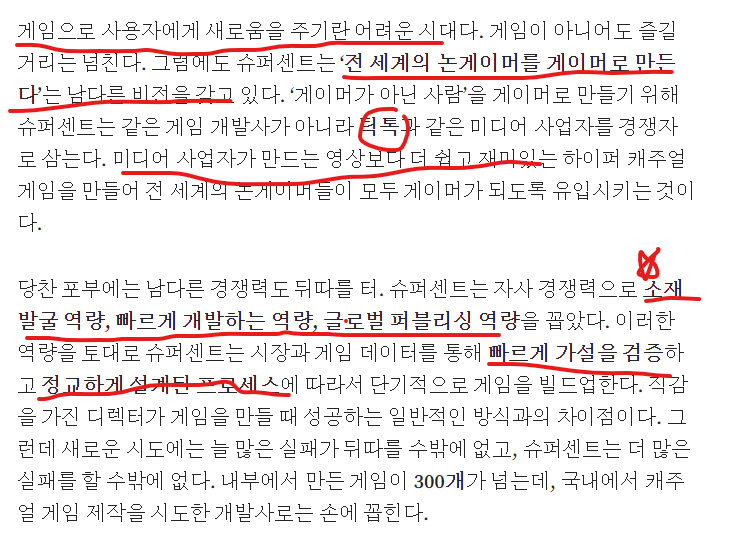 게임으로 사용자에게 새로움을 주기란 어려운 시대다. 게임이 아니어도 즐길
거리는 넘친다. 그럼에도 슈퍼센트는 ‘전 세계의 논게이머를 게이머로 만든
다’는 남다른 비전을 갖고 있다. ‘게이머가 아닌 사람’을 게이머로 만들기 위해
슈퍼센트는 같은 게임 개발사가 아니라 틱톡과 같은 미디어 사업자를 경쟁자
로 삼는다. 미디어 사업자가 만드는 영상보다 더 쉽고 재미있는 하이퍼 캐주얼
게임을 만들어 전 세계의 논게이머들이 모두 게이머가 되도록 유입시키는 것이
다.
당찬 포부에는 남다른 경쟁력도 뒤따를 터. 슈퍼센트는 자사 경쟁력으로 소재
발굴 역량, 빠르게 개발하는 역량, 글로벌 퍼블리싱 역량을 꼽았다. 이러한
역량을 토대로 슈퍼센트는 시장과 게임 데이터를 통해 빠르게 가설을 검증하
고 정교하게 설계된 프로세스에 따라서 단기적으로 게임을 빌드업한다. 직감
을 가진 디렉터가 게임을 만들 때 성공하는 일반적인 방식과의 차이점이다. 그
런데 새로운 시도에는 늘 많은 실패가 뒤따를 수밖에 없고, 슈퍼센트는 더 많은
실패를 할 수밖에 없다. 내부에서 만든 게임이 300개가 넘는데, 국내에서 캐주
얼 게임 제작을 시도한 개발사로는 손에 꼽힌다.